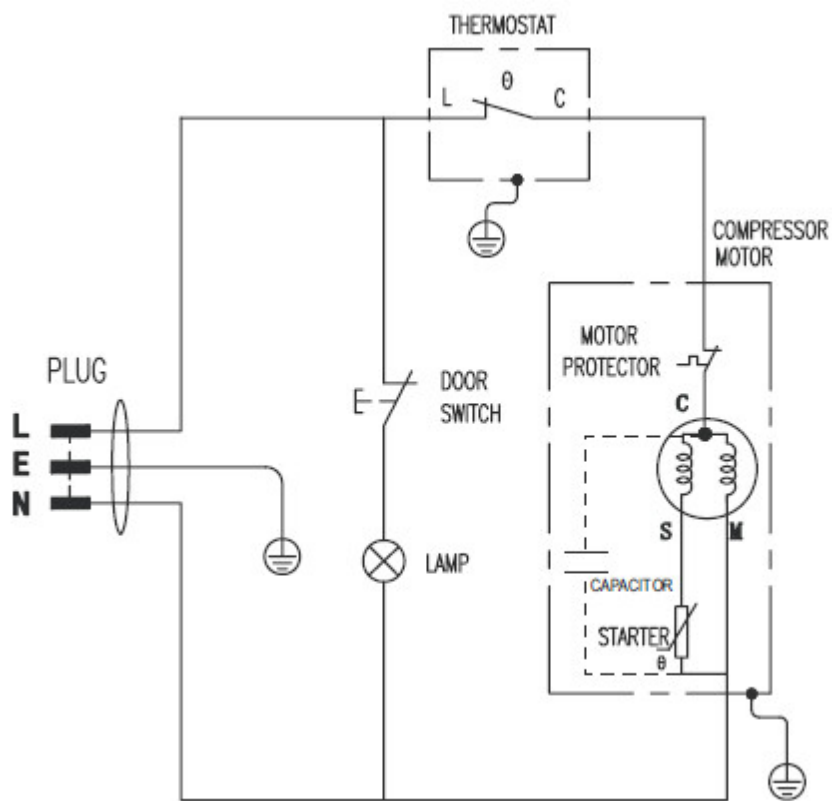 THERMOSTAT
L
θ
C
COMPRESSOR
MOTOR
MOTOR
PROTECTOR
PLUG
DOOR
SWITCH
C
L
E
N
S
M
LAMP
CAPACITOR
STARTER
θ